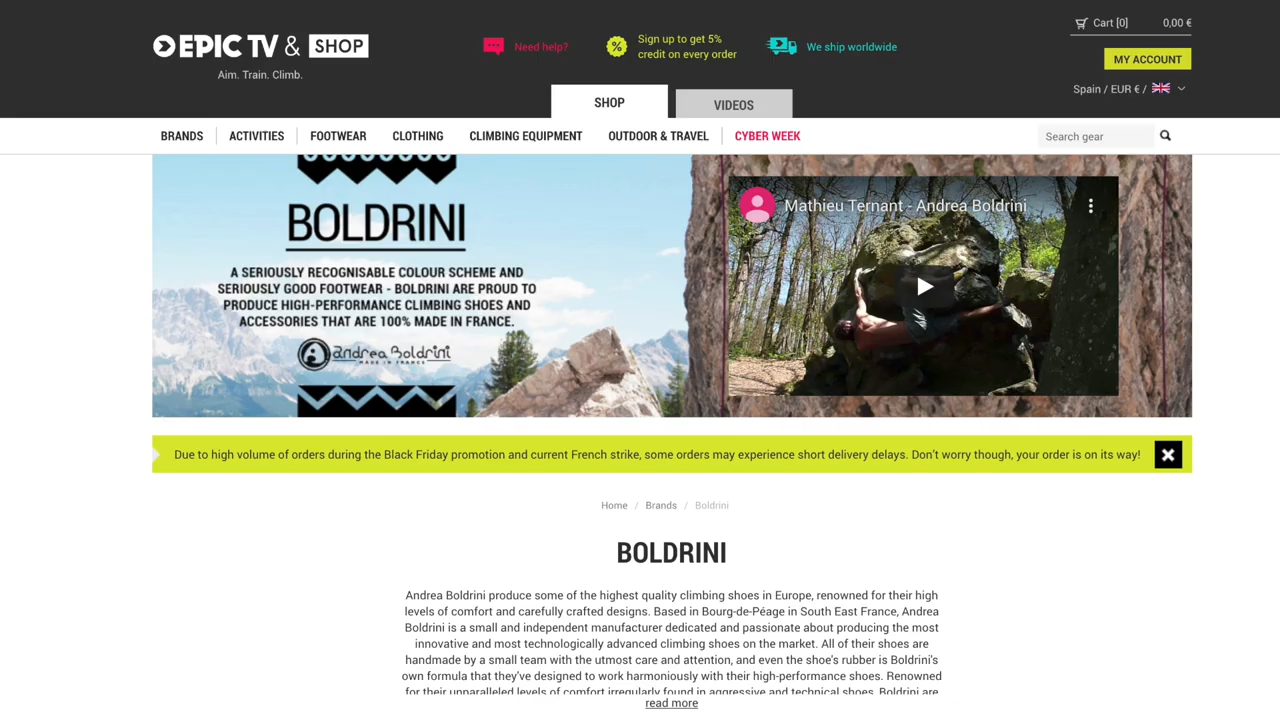 EPIC TV & SHOP
Aim. Train. Climb.
Need help?
Sign up to get 5%
credit on every order
We ship worldwide
Cart [0]
0,00 €
MY ACCOUNT
Spain / EUR € /
SHOP
VIDEOS
BRANDS
ACTIVITIES
FOOTWEAR
CLOTHING
CLIMBING EQUIPMENT
OUTDOOR & TRAVEL
CYBER WEEK
Search gear
BOLDRINI
A SERIOUSLY RECOGNISABLE COLOUR SCHEME AND
SERIOUSLY GOOD FOOTWEAR - BOLDRINI ARE PROUD TO
PRODUCE HIGH-PERFORMANCE CLIMBING SHOES AND
ACCESSORIES THAT ARE 100% MADE IN FRANCE.
andrea Boldrini
MADE IN FRANCE
Mathieu Ternant - Andrea Boldrini
Due to high volume of orders during the Black Friday promotion and current French strike, some orders may experience short delivery delays. Don't worry though, your order is on its way!
Home / Brands / Boldrini
BOLDRINI
Andrea Boldrini produce some of the highest quality climbing shoes in Europe, renowned for their high
levels of comfort and carefully crafted designs. Based in Bourg-de-Péage in South East France, Andrea
Boldrini is a small and independent manufacturer dedicated and passionate about producing the most
innovative and most technologically advanced climbing shoes on the market. All of their shoes are
handmade by a small team with the utmost care and attention, and even the shoe's rubber is Boldrini's
own formula that they've designed to work harmoniously with their high-performance shoes. Renowned
for their unparalleled levels of comfort irregularly found in aggressive and technical shoes, Boldrini are
read more